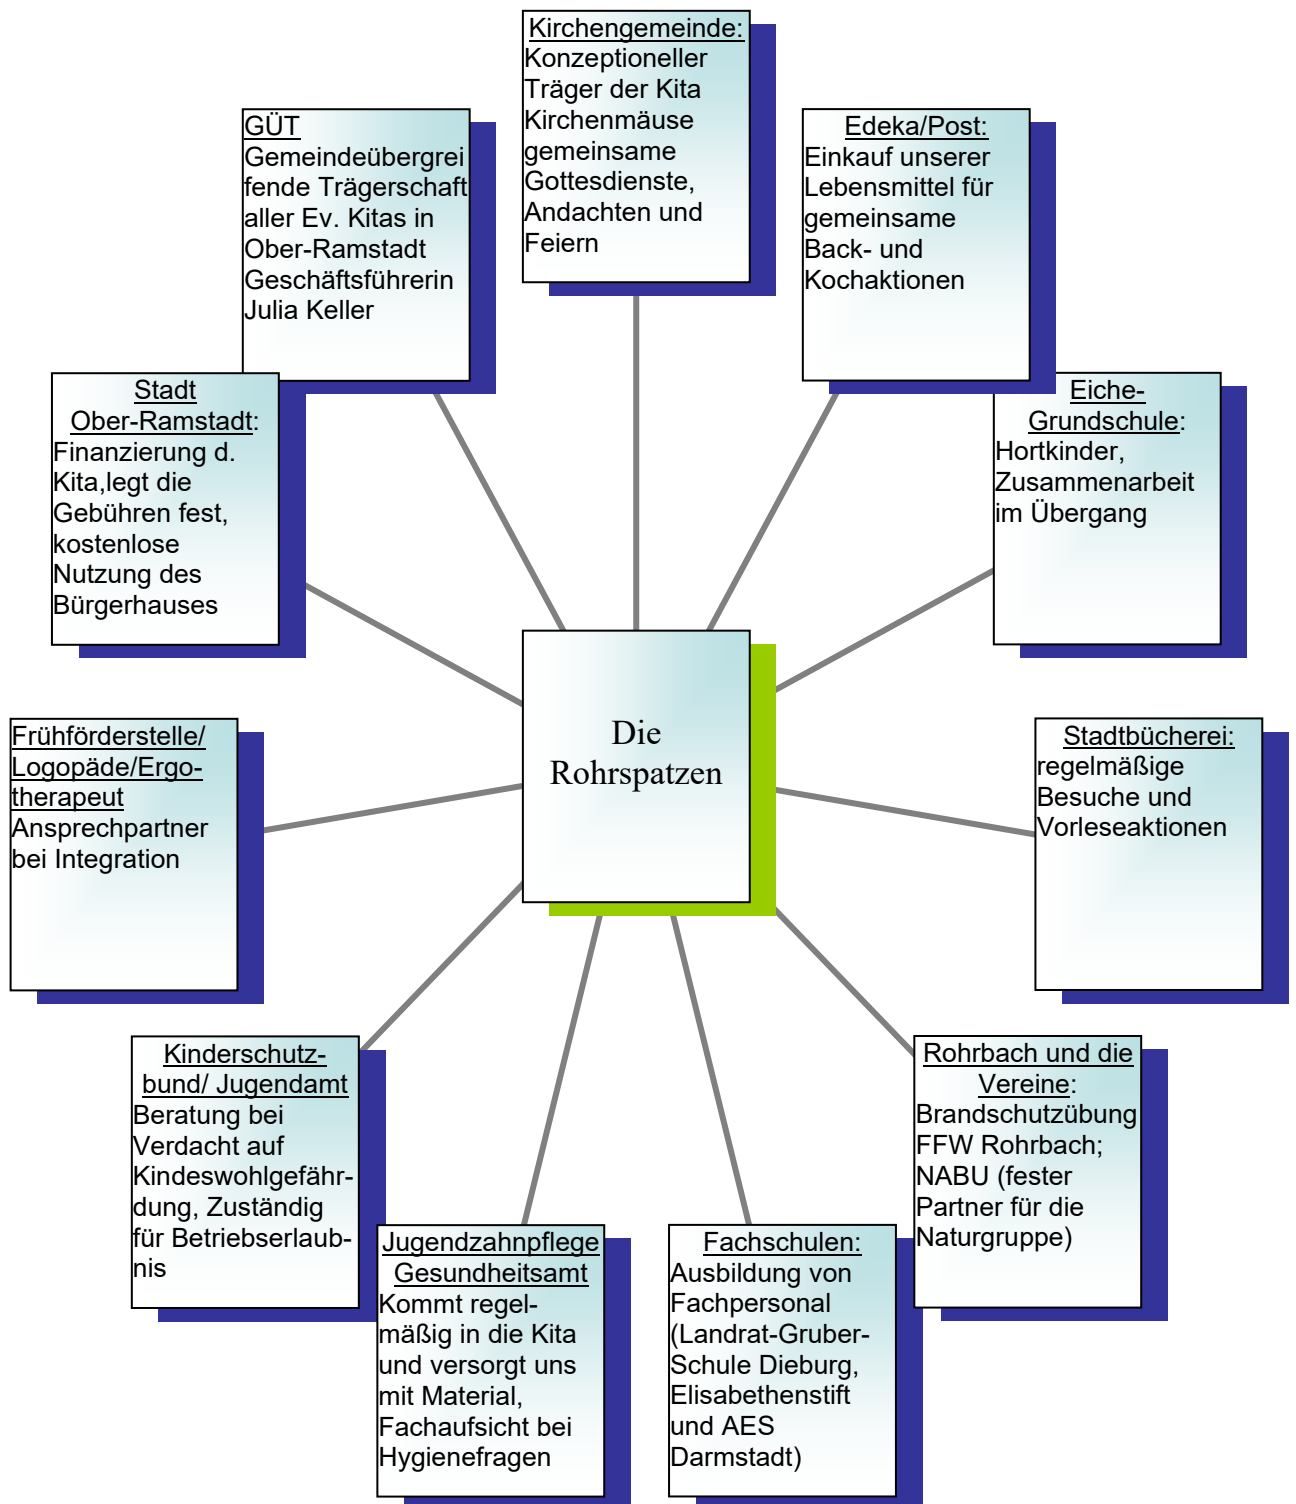 Kirchengemeinde:
Konzeptioneller
Träger der Kita
Kirchenmäuse
gemeinsame
Gottesdienste,
Andachten und
Feiern
GÜT
Gemeindeübergrei
fende Trägerschaft
aller Ev. Kitas in
Ober-Ramstadt
Geschäftsführerin
Julia Keller
Edeka/Post:
Einkauf unserer
Lebensmittel für
gemeinsame
Back- und
Kochaktionen
Stadt
Ober-Ramstadt:
Finanzierung d.
Kita,legt die
Gebühren fest,
kostenlose
Nutzung des
Bürgerhauses
Eiche-
Grundschule:
Hortkinder,
Zusammenarbeit
im Übergang
Die
Rohrspatzen
Frühförderstelle/
Logopäde/Ergo-
therapeut
Ansprechpartner
bei Integration
Stadtbücherei:
regelmäßige
Besuche und
Vorleseaktionen
Kinderschutz-
bund/ Jugendamt
Beratung bei
Verdacht auf
Kindeswohlgefähr-
dung, Zuständig
für Betriebserlaub-
nis
Rohrbach und die
Vereine:
Brandschutzübung
FFW Rohrbach;
NABU (fester
Partner für die
Naturgruppe)
Jugendzahnpflege
Gesundheitsamt
Kommt regel-
mäßig in die Kita
und versorgt uns
mit Material,
Fachaufsicht bei
Hygienefragen
Fachschulen:
Ausbildung von
Fachpersonal
(Landrat-Gruber-
Schule Dieburg,
Elisabethenstift
und AES
Darmstadt)